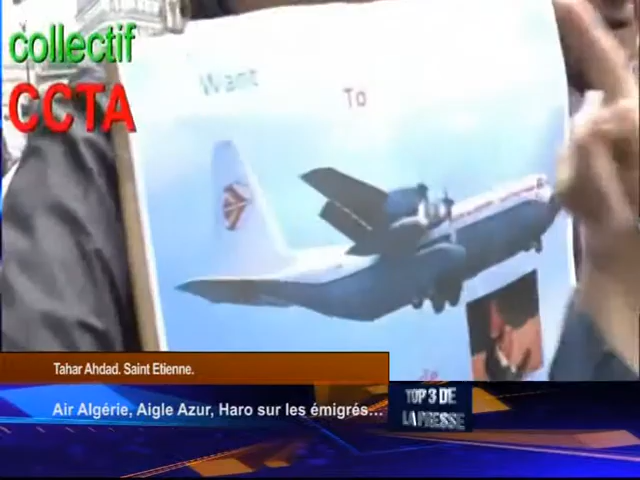 collectif
CCTA
Want
To
Tahar Ahdad. Saint Etienne.
Air Algérie, Aigle Azur, Haro sur les émigrés...
TOP 3 DE
LA PRESSE